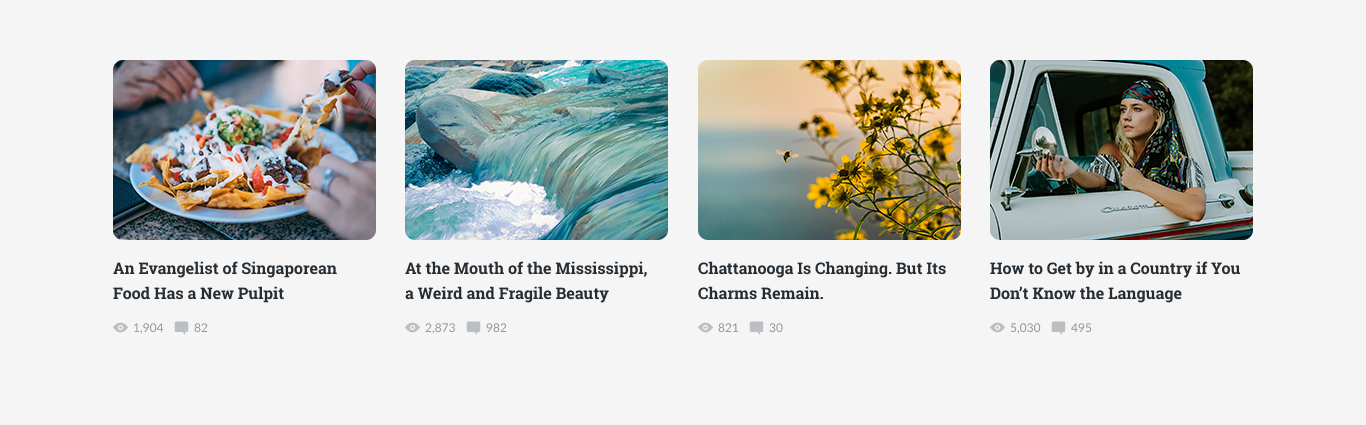 An Evangelist of Singaporean
Food Has a New Pulpit
1,904 82
At the Mouth of the Mississippi,
a Weird and Fragile Beauty
2,873 982
Chattanooga Is Changing. But Its
Charms Remain.
821 30
Custom
How to Get by in a Country if You
Don’t Know the Language
5,030 495